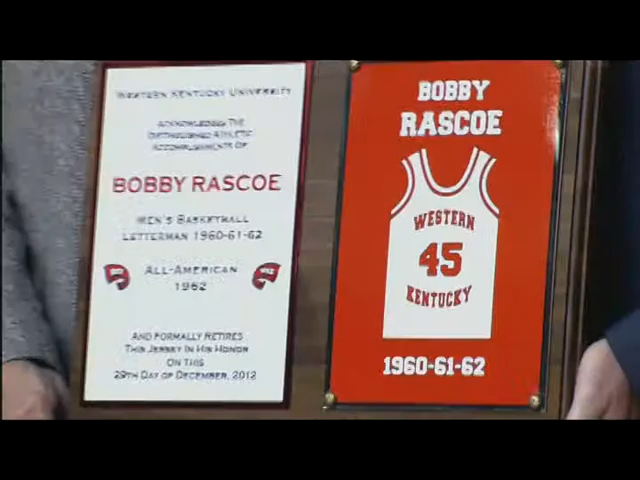 WESTERN KENTUCKY UNIVERSITY
ACKNOWLEDGES THE
DISTINGUISHED ATHLETIC
ACCOMPLISHMENTS OF
BOBBY RASCOE
MEN'S BASKETBALL
LETTERMAN 1960-61-62
ALL-AMERICAN
1962
AND FORMALLY RETIRES
THIS JERSEY IN HIS HONOR
ON THIS
29TH DAY OF DECEMBER, 2012
BOBBY
RASCOE
WESTERN
45
KENTUCKY
1960-61-62